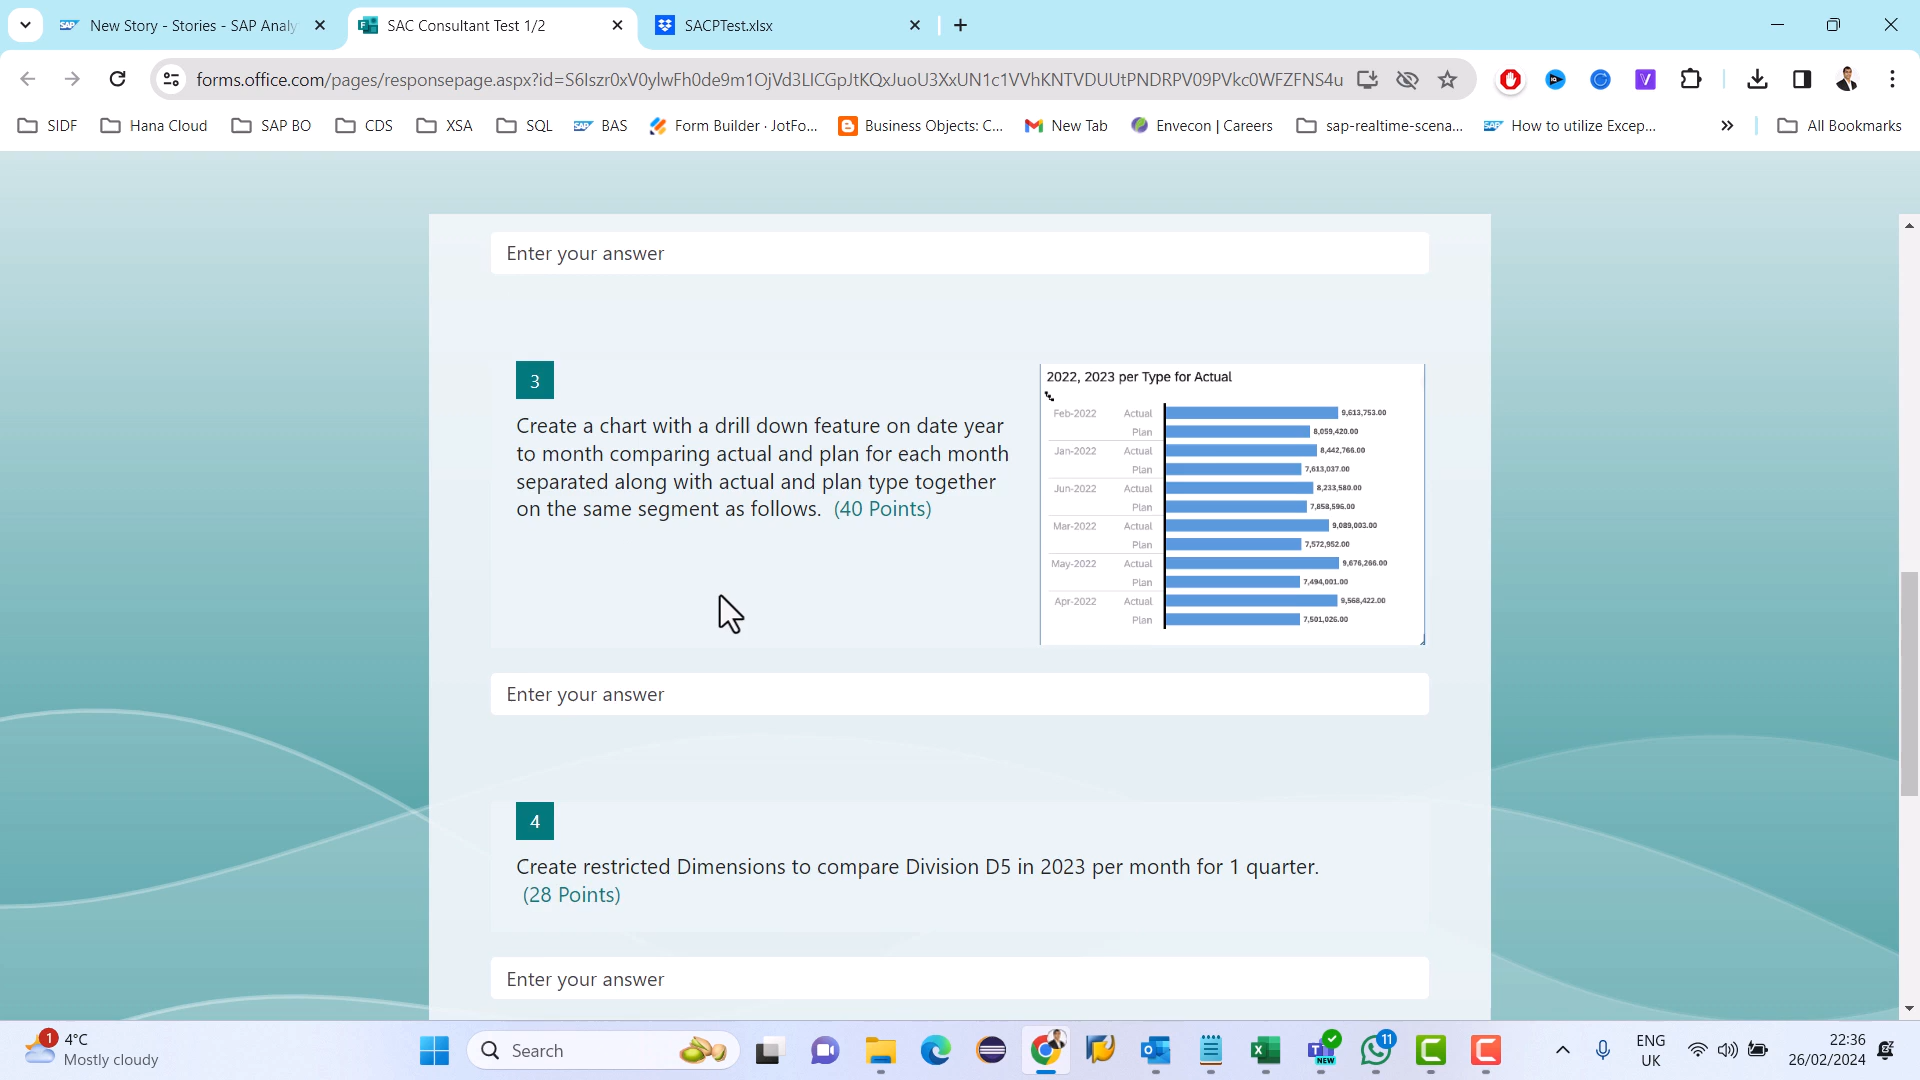 New Story - Stories - SAP Analy
SAC Consultant Test 1/2
SACPTest.xlsx
forms.office.com/pages/responsepage.aspx?id=S6Iszr0xV0ylwFh0de9m1OjVd3LlCGpJtKQxJuoU3XxUN1c1VVhKNTVDUUtPNDRPV09PVkc0WFZFNS4u
SIDF
Hana Cloud
SAP BO
CDS
XSA
SQL
BAS
Form Builder · JotFo...
Business Objects: C...
New Tab
Envecon | Careers
sap-realtime-scena...
How to utilize Excep...
All Bookmarks
Enter your answer
3
Create a chart with a drill down feature on date year
to month comparing actual and plan for each month
separated along with actual and plan type together
on the same segment as follows. (40 Points)
2022, 2023 per Type for Actual
Feb-2022 Actual 9,613,753.00
Plan 8,059,420.00
Jan-2022 Actual 8,442,766.00
Plan 7,613,037.00
Jun-2022 Actual 8,233,580.00
Plan 7,858,596.00
Mar-2022 Actual 9,089,003.00
Plan 7,572,952.00
May-2022 Actual 9,676,266.00
Plan 7,494,001.00
Apr-2022 Actual 9,568,422.00
Plan 7,501,026.00
Enter your answer
4
Create restricted Dimensions to compare Division D5 in 2023 per month for 1 quarter.
(28 Points)
Enter your answer
1
4°C
Mostly cloudy
Search
NEW
11
ENG
UK
22:36
26/02/2024